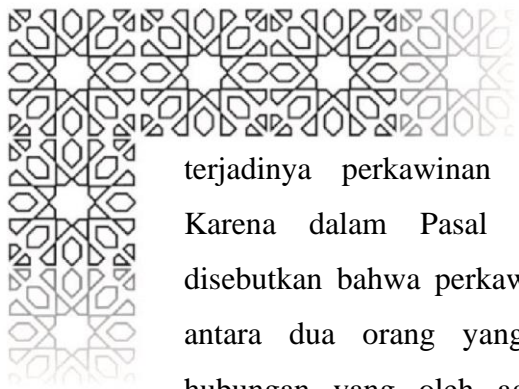 terjadinya perkawinan
Karena dalam Pasal
disebutkan bahwa
antara dua orang yang
hubungan yang oleh